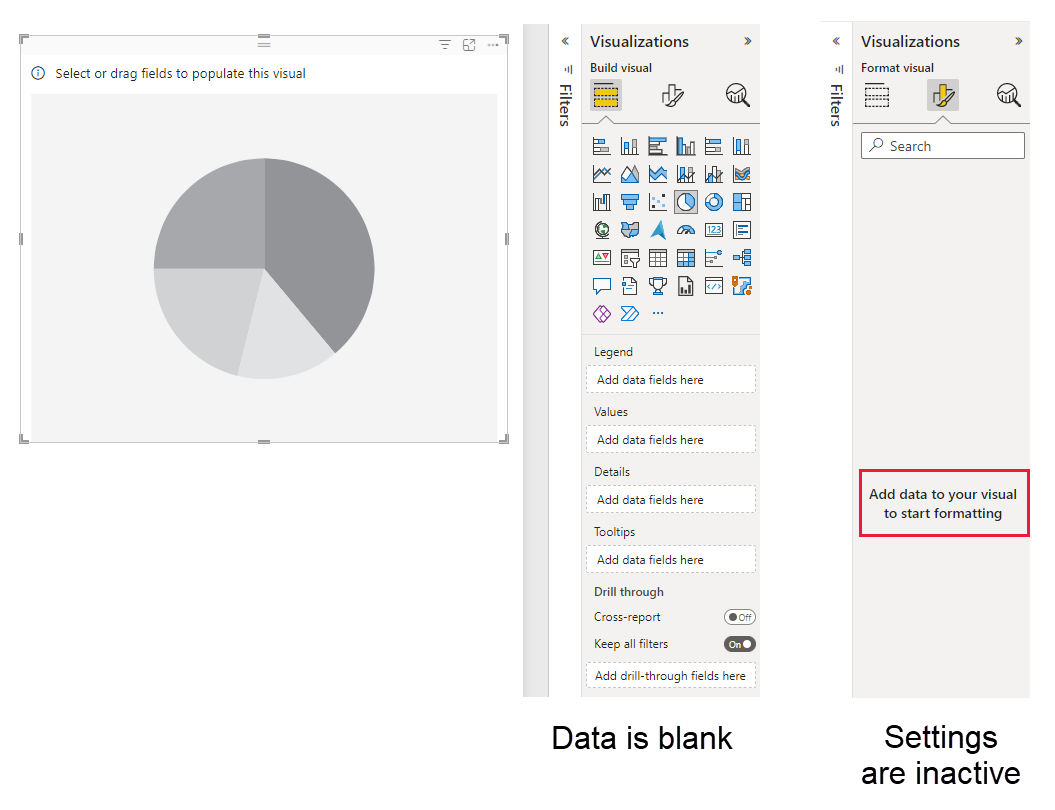 Select or drag fields to populate this visual
Filters
Visualizations
Build visual
123
Legend
Add data fields here
Values
Add data fields here
Details
Add data fields here
Tooltips
Add data fields here
Drill through
Cross-report
Off
Keep all filters
On
Add drill-through fields here
Data is blank
Filters
Visualizations
Format visual
Search
Add data to your visual
to start formatting
Settings
are inactive